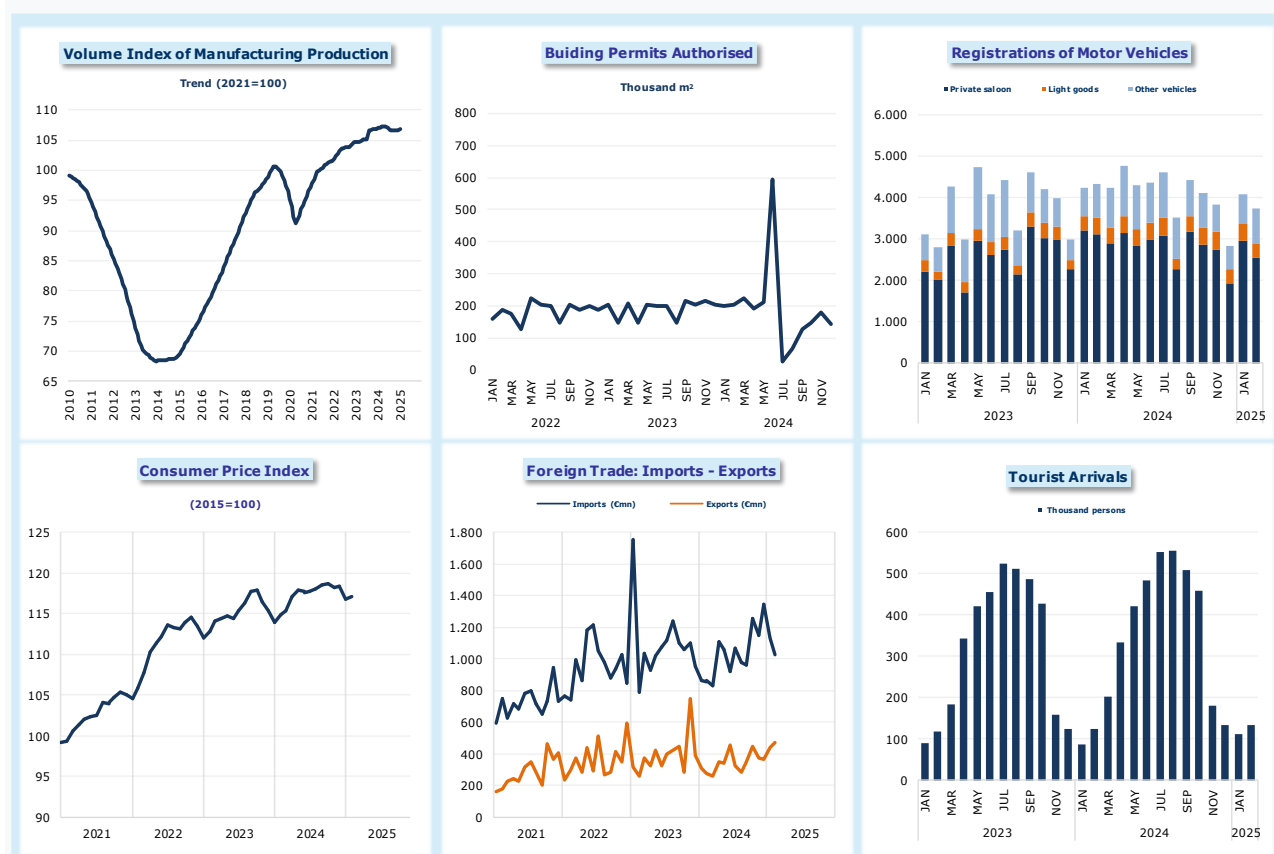 Volume Index of Manufacturing Production
Trend (2021=100)
110
105
100
95
90
85
80
75
70
65
2010 2011 2012 2013 2014 2015 2016 2017 2018 2019 2020 2021 2022 2023 2024 2025
Buiding Permits Authorised
Thousand m²
800
700
600
500
400
300
200
100
0
JAN MAR MAY JUL SEP NOV JAN MAR MAY JUL SEP NOV JAN MAR MAY JUL SEP NOV
2022 2023 2024
Registrations of Motor Vehicles
Private saloon Light goods Other vehicles
6.000
5.000
4.000
3.000
2.000
1.000
0
JAN MAR MAY JUL SEP NOV JAN MAR MAY JUL SEP NOV JAN
2023 2024 2025
Consumer Price Index
(2015=100)
125
120
115
110
105
100
95
90
2021 2022 2023 2024 2025
Foreign Trade: Imports - Exports
Imports (€mn) Exports (€mn)
1.800
1.600
1.400
1.200
1.000
800
600
400
200
0
2021 2022 2023 2024 2025
Tourist Arrivals
Thousand persons
600
500
400
300
200
100
0
JAN MAR MAY JUL SEP NOV JAN MAR MAY JUL SEP NOV JAN
2023 2024 2025